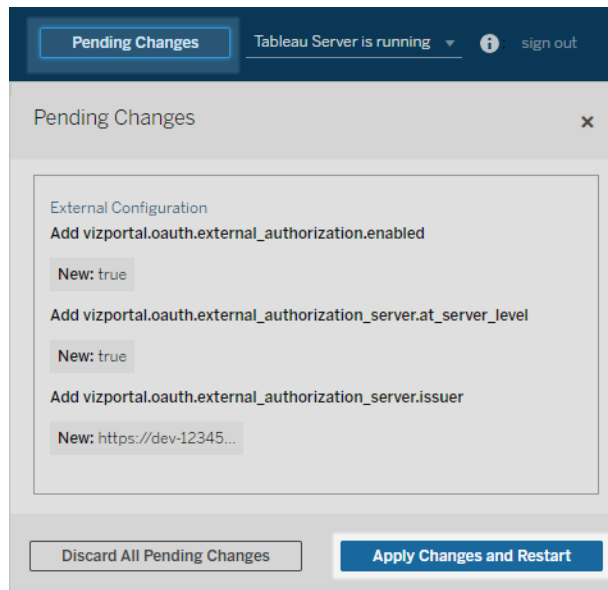 Pending Changes
Tableau Server is running
sign out
Pending Changes
External Configuration
Add vizportal.oauth.external_authorization.enabled
New: true
Add vizportal.oauth.external_authorization_server.at_server_level
New: true
Add vizportal.oauth.external_authorization_server.issuer
New: https://dev-12345...
Discard All Pending Changes
Apply Changes and Restart